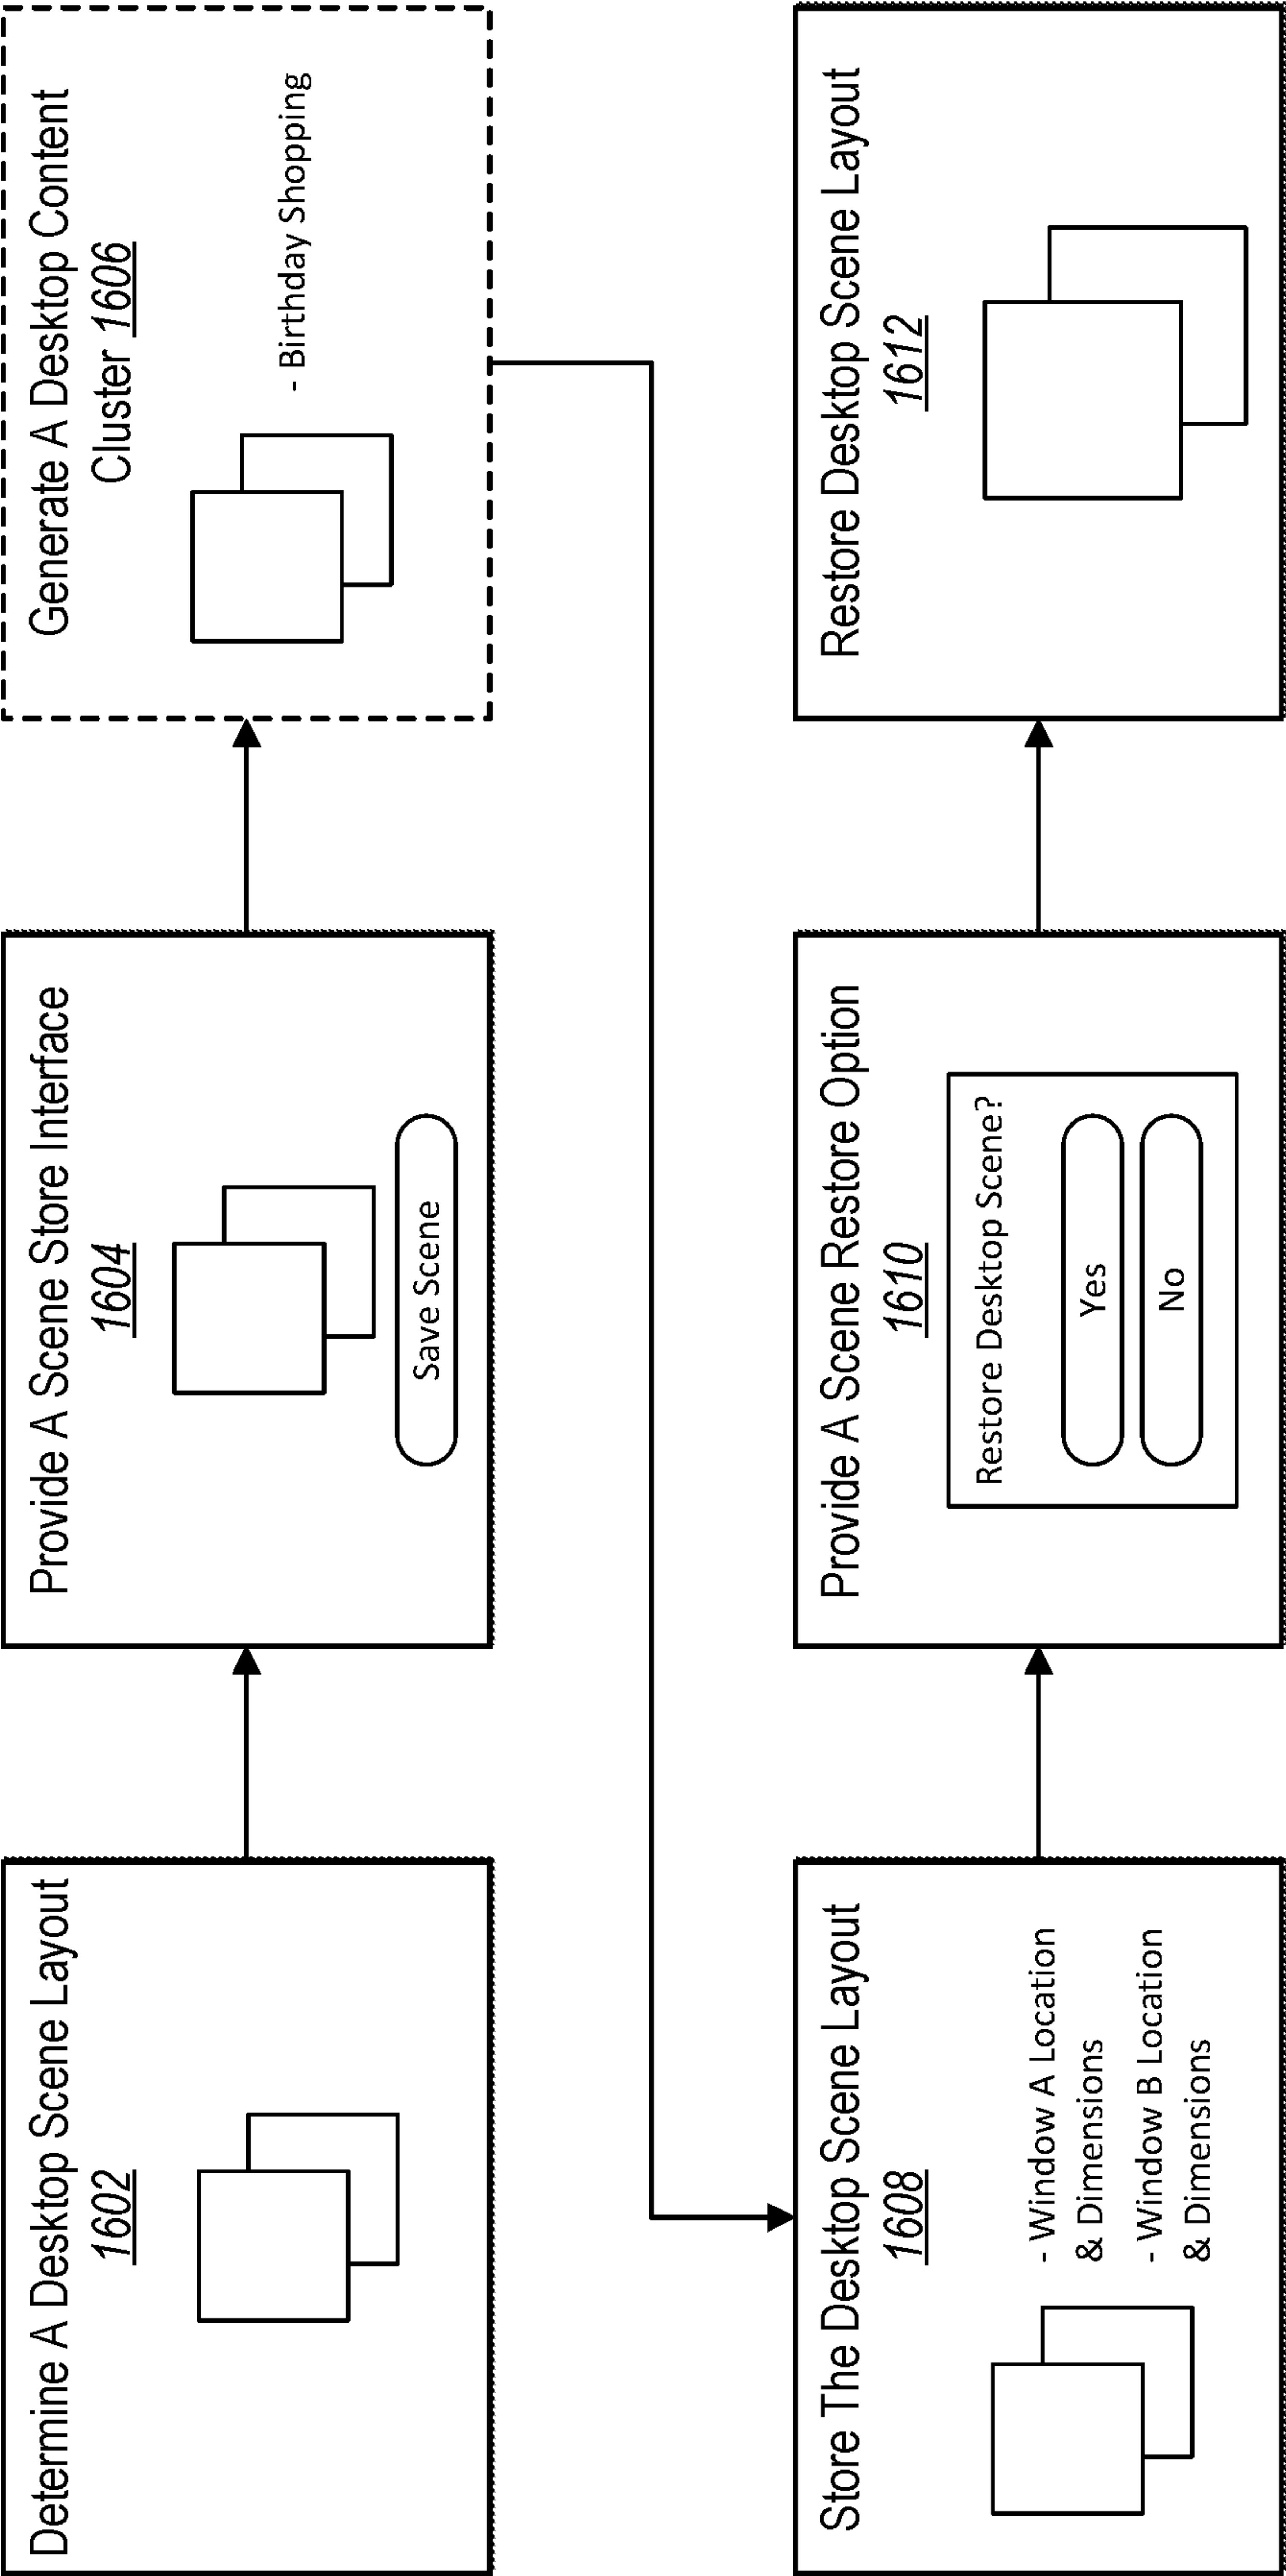 Determine A Desktop Scene Layout
1602
Provide A Scene Store Interface
1604
Save Scene
Generate A Desktop Content
Cluster 1606
- Birthday Shopping
Store The Desktop Scene Layout
1608
- Window A Location
& Dimensions
- Window B Location
& Dimensions
Provide A Scene Restore Option
1610
Restore Desktop Scene?
Yes
No
Restore Desktop Scene Layout
1612